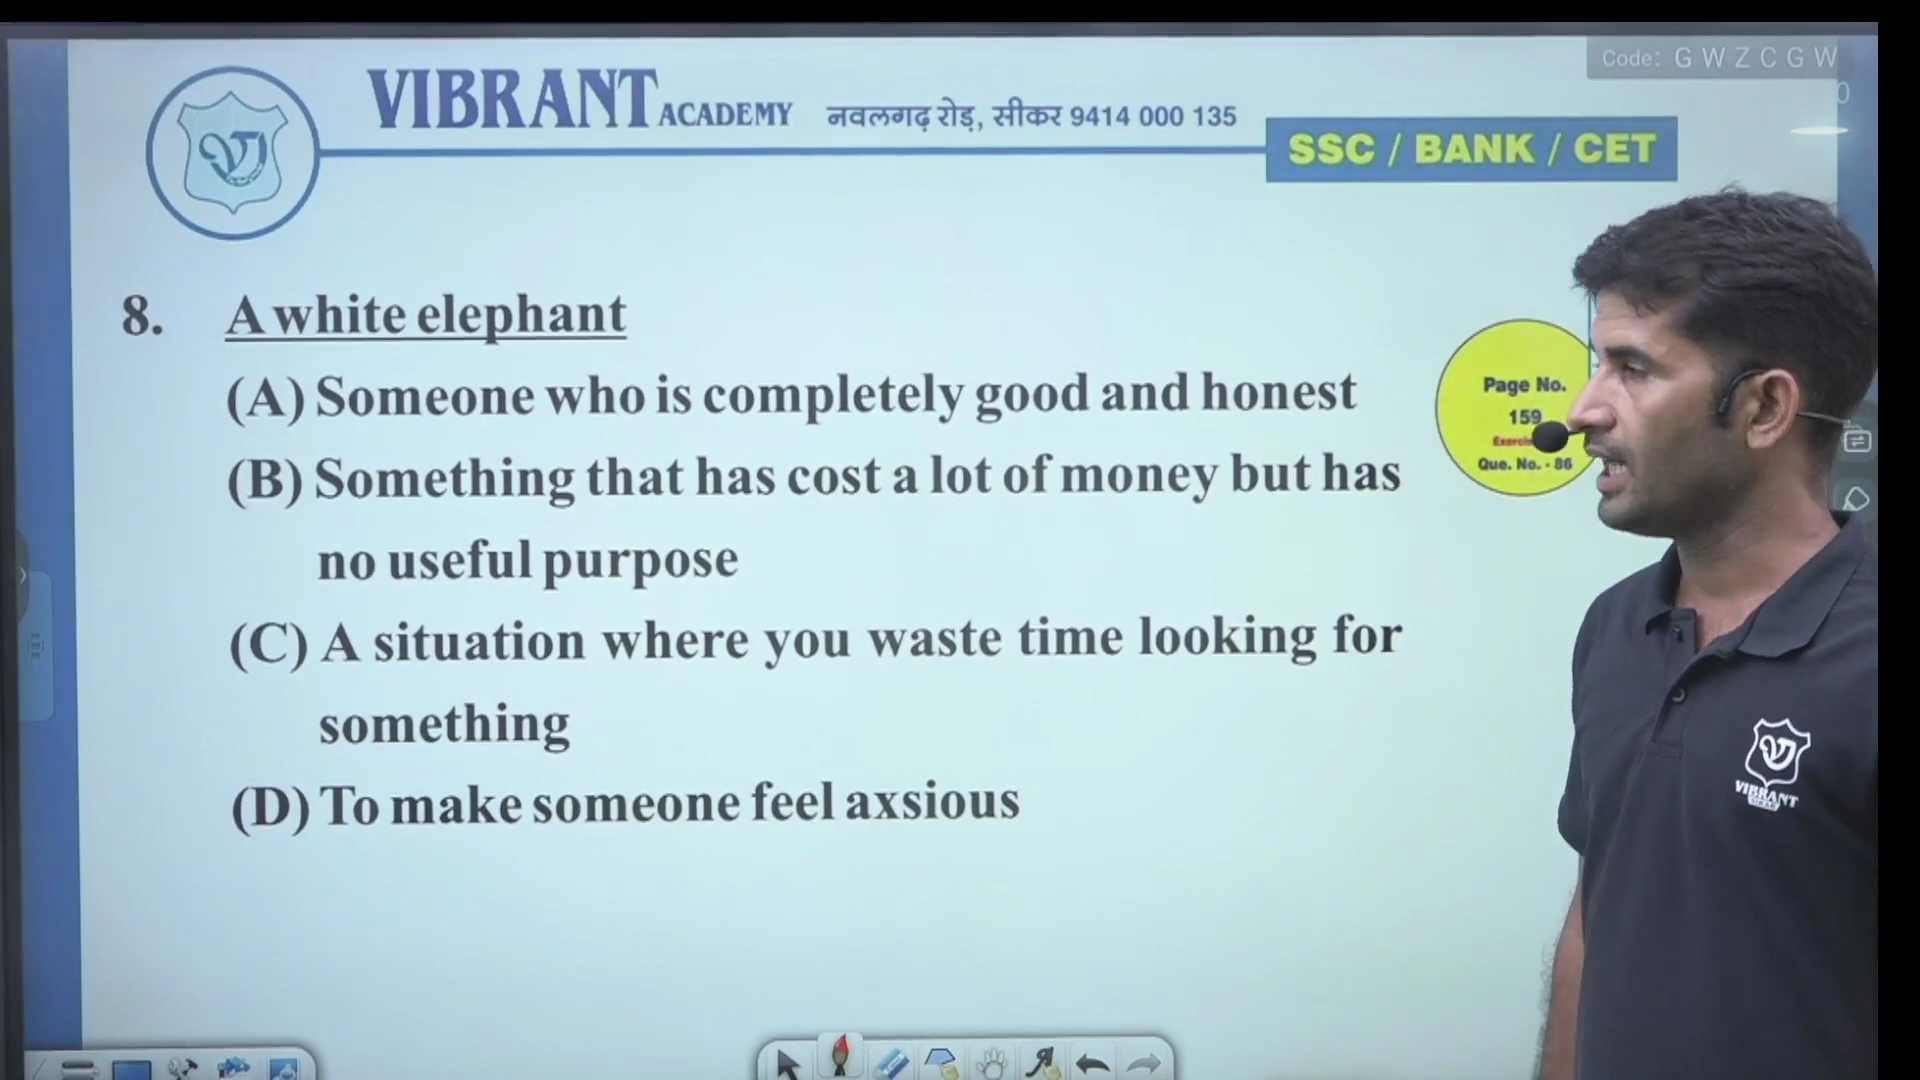 Code: G W Z C G W
VIBRANT ACADEMY नवलगढ़ रोड़, सीकर 9414 000 135
SSC / BANK / CET
8. A white elephant
(A) Someone who is completely good and honest
(B) Something that has cost a lot of money but has
no useful purpose
(C) A situation where you waste time looking for
something
(D) To make someone feel axsious
Page No.
159
Que. No. - 86
VIBRANT